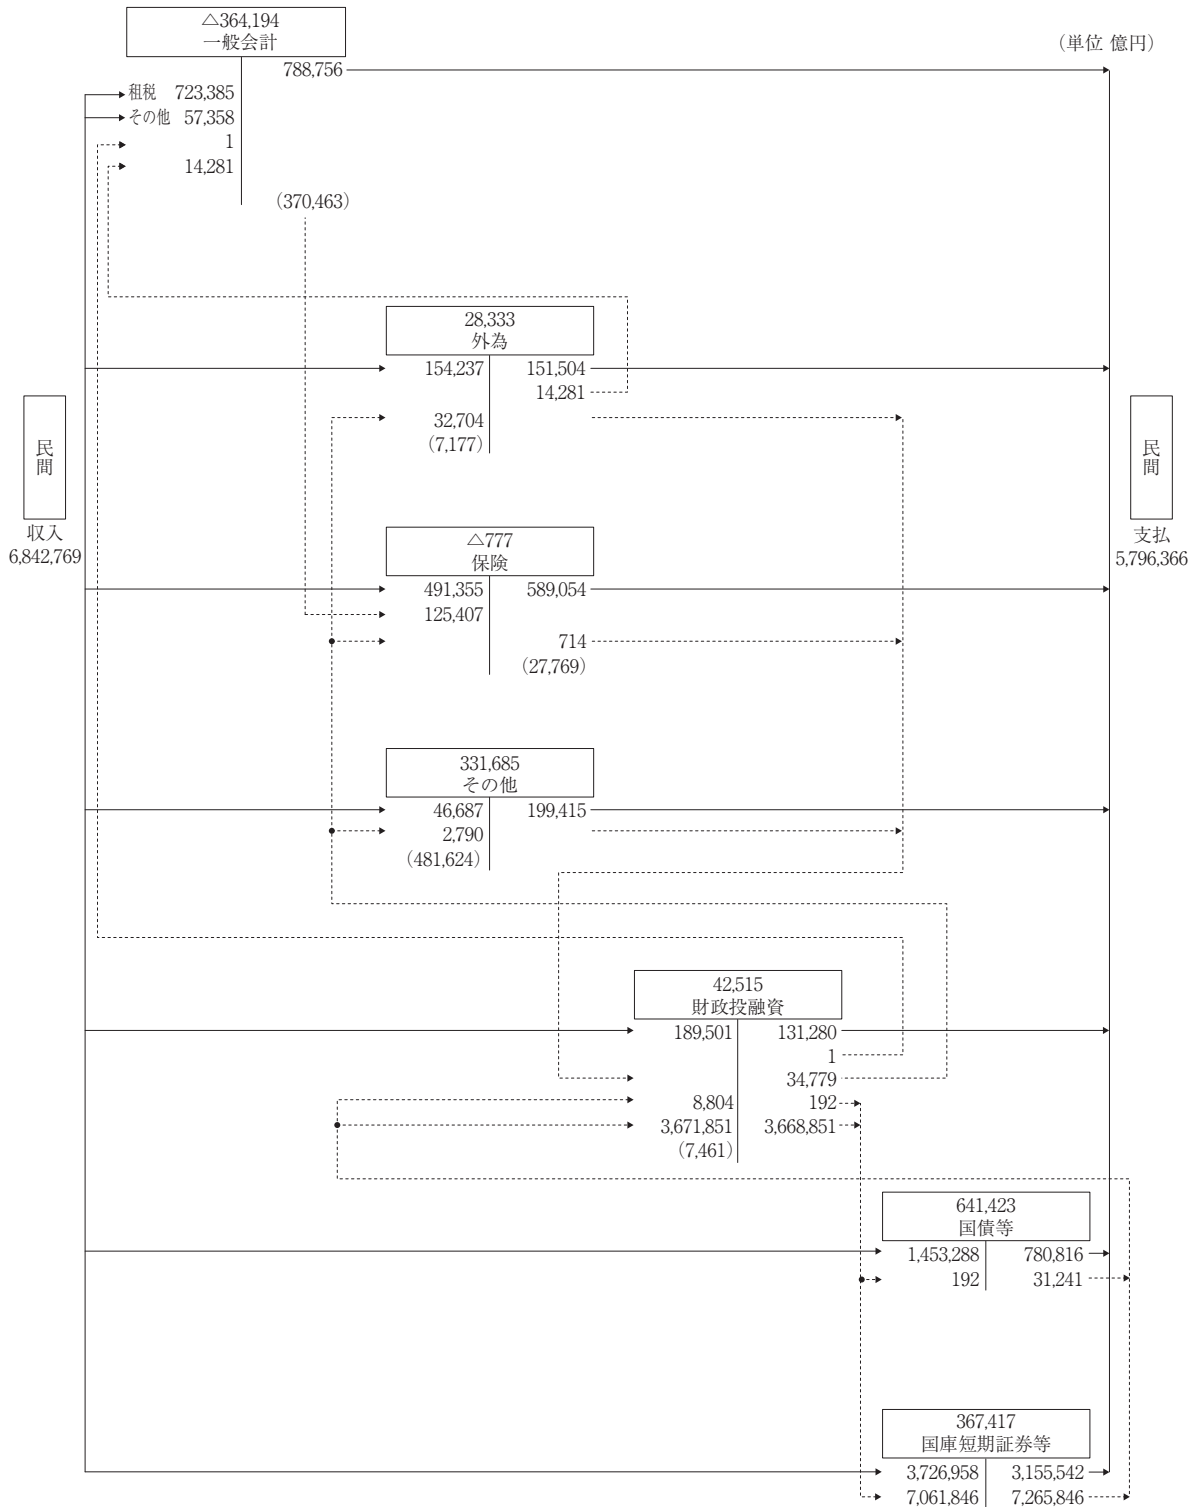 △364,194
一般会計
(単位 億円)
788,756
租税 723,385
その他 57,358
1
14,281
(370,463)
28,333
外為
154,237 151,504
14,281
32,704
(7,177)
民間
収入
6,842,769
民間
支払
5,796,366
△777
保険
491,355 589,054
125,407
714
(27,769)
331,685
その他
46,687 199,415
2,790
(481,624)
42,515
財政投融資
189,501 131,280
1
34,779
8,804 192
3,671,851 3,668,851
(7,461)
641,423
国債等
1,453,288 780,816
192 31,241
367,417
国庫短期証券等
3,726,958 3,155,542
7,061,846 7,265,846